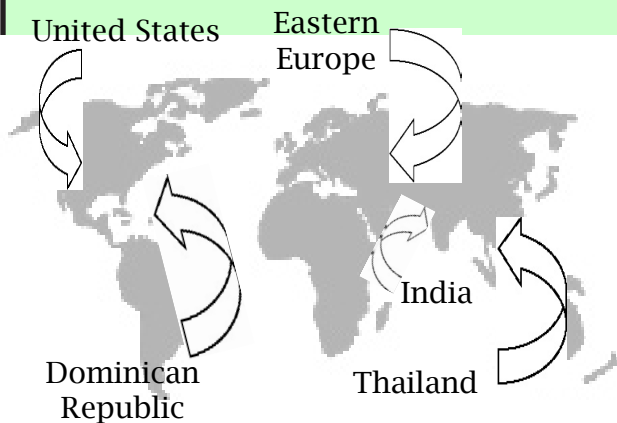 United States
Eastern
Europe
India
Thailand
Dominican
Republic